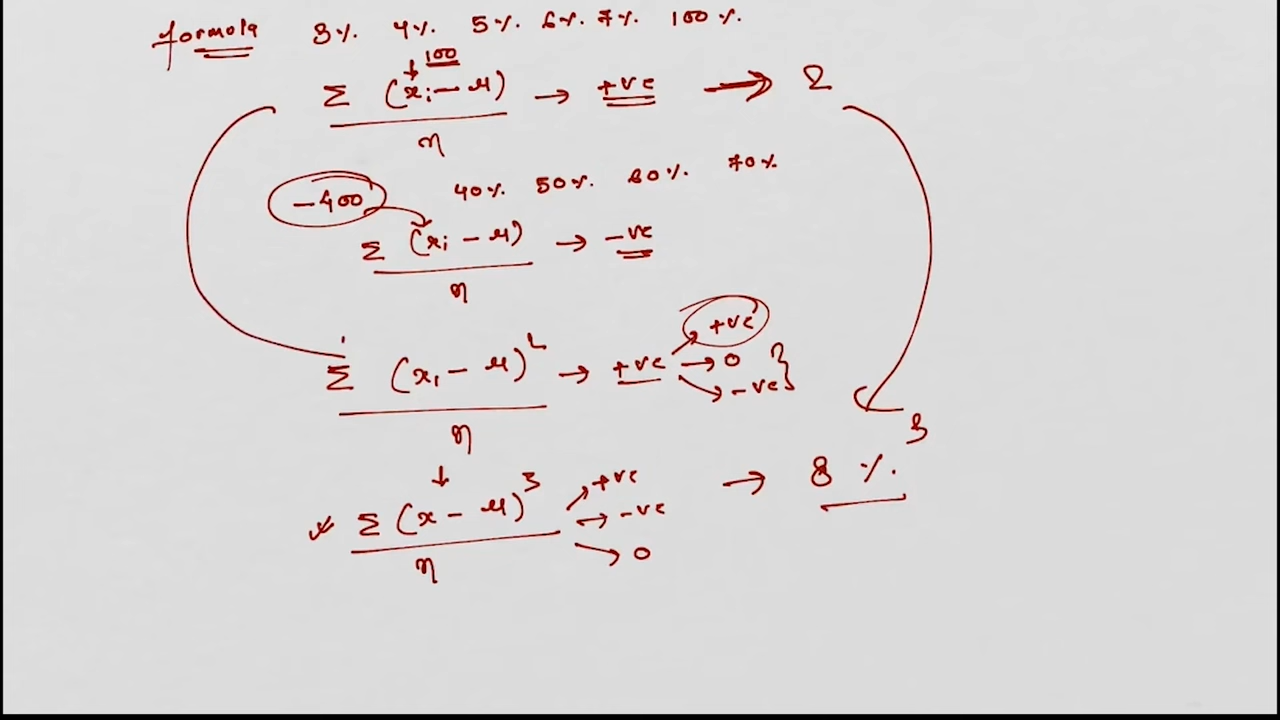 formula 3% 4% 5% 6% 7% 100%
100
Σ (xi - μ) → +ve → 2
n
-400 40% 50% 60% 70%
Σ (xi - μ) → -ve
n
+ve
Σ (xi - μ)² → +ve → 0
-ve
n
3
Σ (x - μ)³ +ve → 8 %
-ve
n 0